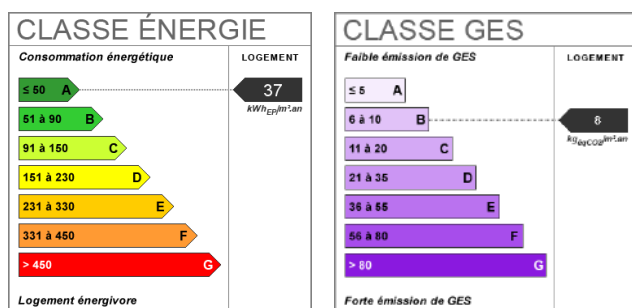 CLASSE ÉNERGIE
Consommation énergétique
LOGEMENT
≤ 50 A
37
kWhEP/m².an
51 à 90 B
91 à 150 C
151 à 230 D
231 à 330 E
331 à 450 F
> 450 G
Logement énergivore
CLASSE GES
Faible émission de GES
LOGEMENT
≤ 5 A
6 à 10 B
8
kgéqCO2/m².an
11 à 20 C
21 à 35 D
36 à 55 E
56 à 80 F
> 80 G
Forte émission de GES